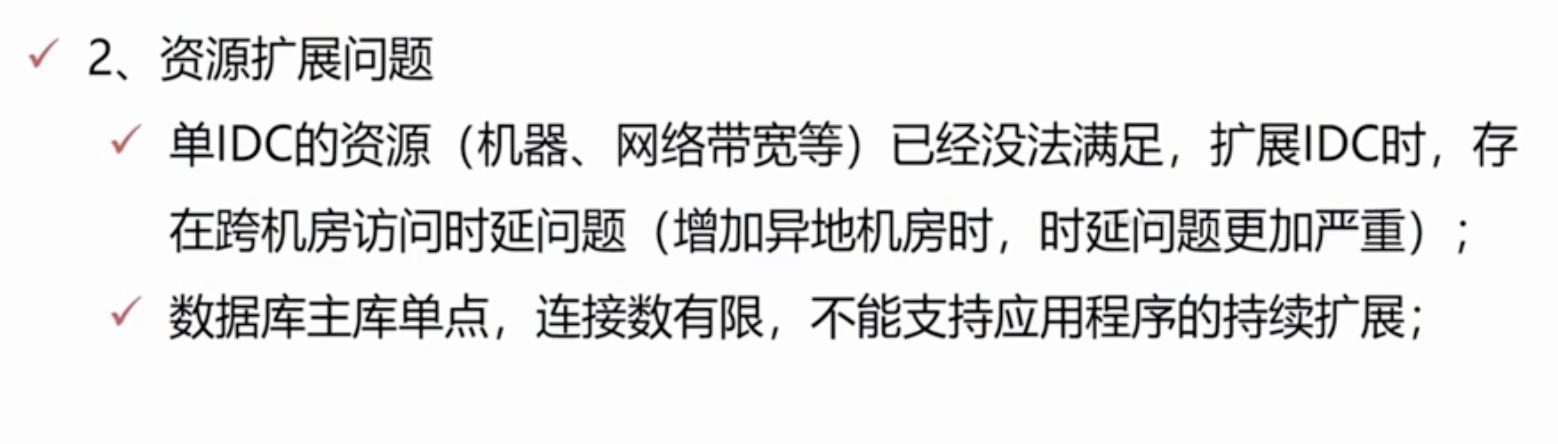 ✓ 2、资源扩展问题
✓ 单IDC的资源（机器、网络带宽等）已经没法满足，扩展IDC时，存
在跨机房访问时延问题（增加异地机房时，时延问题更加严重）；
✓ 数据库主库单点，连接数有限，不能支持应用程序的持续扩展；